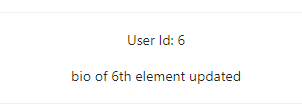 User Id: 6
bio of 6th element updated